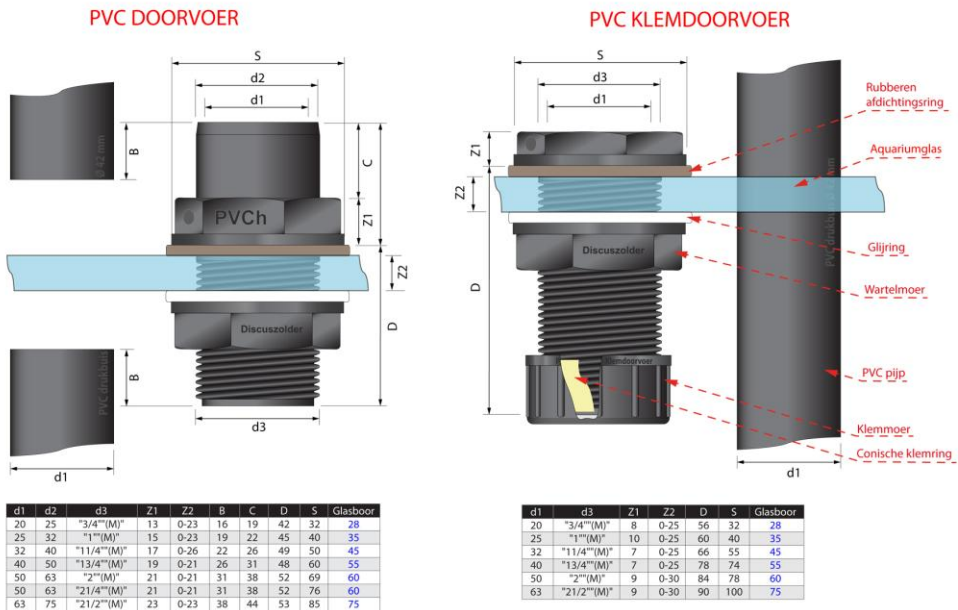 PVC DOORVOER
S
d2
d1
Ø 42 mm
B
C
Z1
PVCh
Z2
D
Discuszolder
PVC drukbuis
B
d3
d1
d1 d2 d3 Z1 Z2 B C D S Glasboor
20 25 "3/4""(M)" 13 0-23 16 19 42 32 28
25 32 "1""(M)" 15 0-23 19 22 45 40 35
32 40 "11/4""(M)" 17 0-26 22 26 49 50 45
40 50 "13/4""(M)" 19 0-21 26 31 48 60 55
50 63 "2""(M)" 21 0-21 31 38 52 69 60
50 63 "21/4""(M)" 21 0-21 31 38 52 76 60
63 75 "21/2""(M)" 23 0-23 38 44 53 85 75
PVC KLEMDOORVOER
S
d3
d1
Z1
Z2
D
Discuszolder
Klemdoorvoer
Rubberen
afdichtingsring
Aquariumglas
PVC drukbuis
Glijring
Wartelmoer
PVC pijp
Klemmoer
Conische klemring
d1
d1 d3 Z1 Z2 D S Glasboor
20 "3/4""(M)" 8 0-25 56 32 28
25 "1""(M)" 10 0-25 60 40 35
32 "11/4""(M)" 7 0-25 66 55 45
40 "13/4""(M)" 7 0-25 78 74 55
50 "2""(M)" 9 0-30 84 78 60
63 "21/2""(M)" 9 0-30 90 100 75